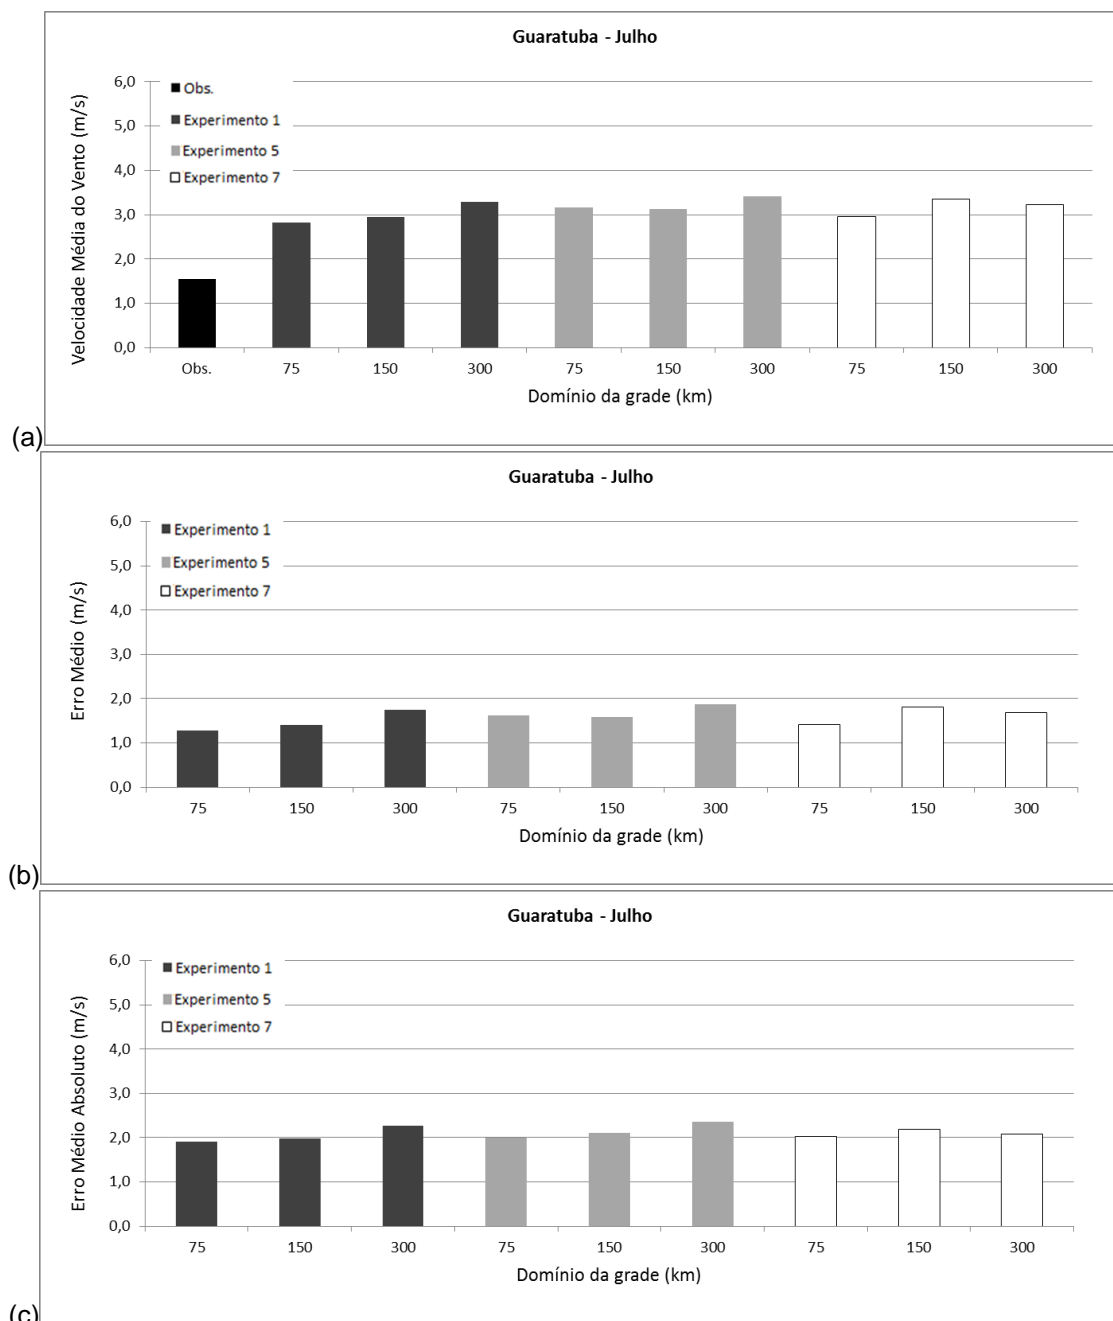 Guaratuba - Julho
Velocidade Média do Vento (m/s)
6,0
5,0
4,0
3,0
2,0
1,0
0,0
Obs.
Experimento 1
Experimento 5
Experimento 7
Obs. 75 150 300 75 150 300 75 150 300
Domínio da grade (km)
(a)
Guaratuba - Julho
Erro Médio (m/s)
6,0
5,0
4,0
3,0
2,0
1,0
0,0
Experimento 1
Experimento 5
Experimento 7
75 150 300 75 150 300 75 150 300
Domínio da grade (km)
(b)
Guaratuba - Julho
Erro Médio Absoluto (m/s)
6,0
5,0
4,0
3,0
2,0
1,0
0,0
Experimento 1
Experimento 5
Experimento 7
75 150 300 75 150 300 75 150 300
Domínio da grade (km)
(c)